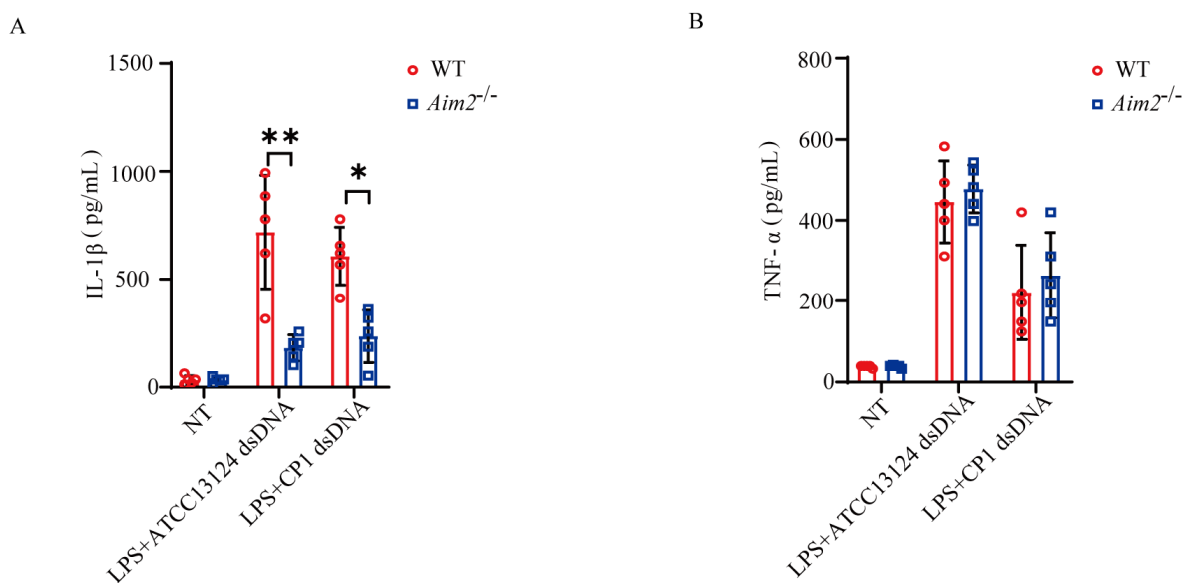 A
IL-1β ( pg/mL)
1500
1000
500
0
**
*
WT
Aim2-/-
NT
LPS+ATCC13124 dsDNA
LPS+CP1 dsDNA
B
TNF- α ( pg/mL)
800
600
400
200
0
WT
Aim2-/-
NT
LPS+ATCC13124 dsDNA
LPS+CP1 dsDNA